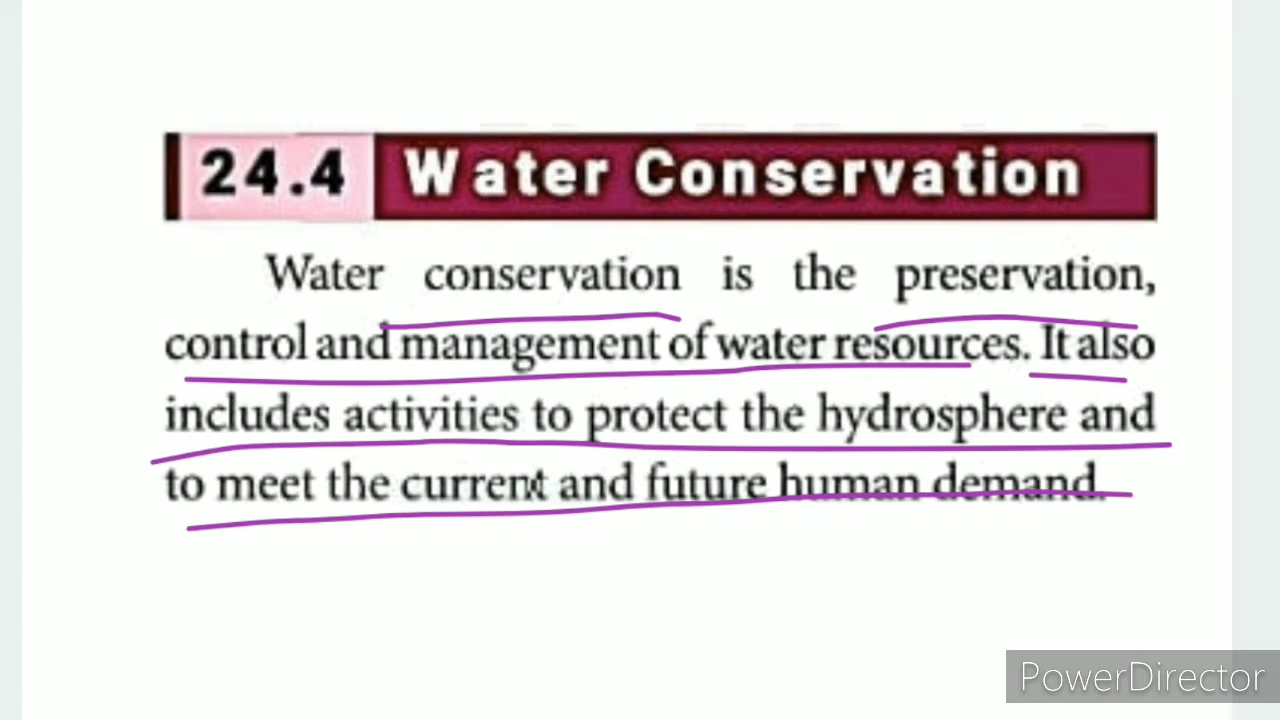 24.4 Water Conservation
Water conservation is the preservation,
control and management of water resources. It also
includes activities to protect the hydrosphere and
to meet the current and future human demand.
PowerDirector